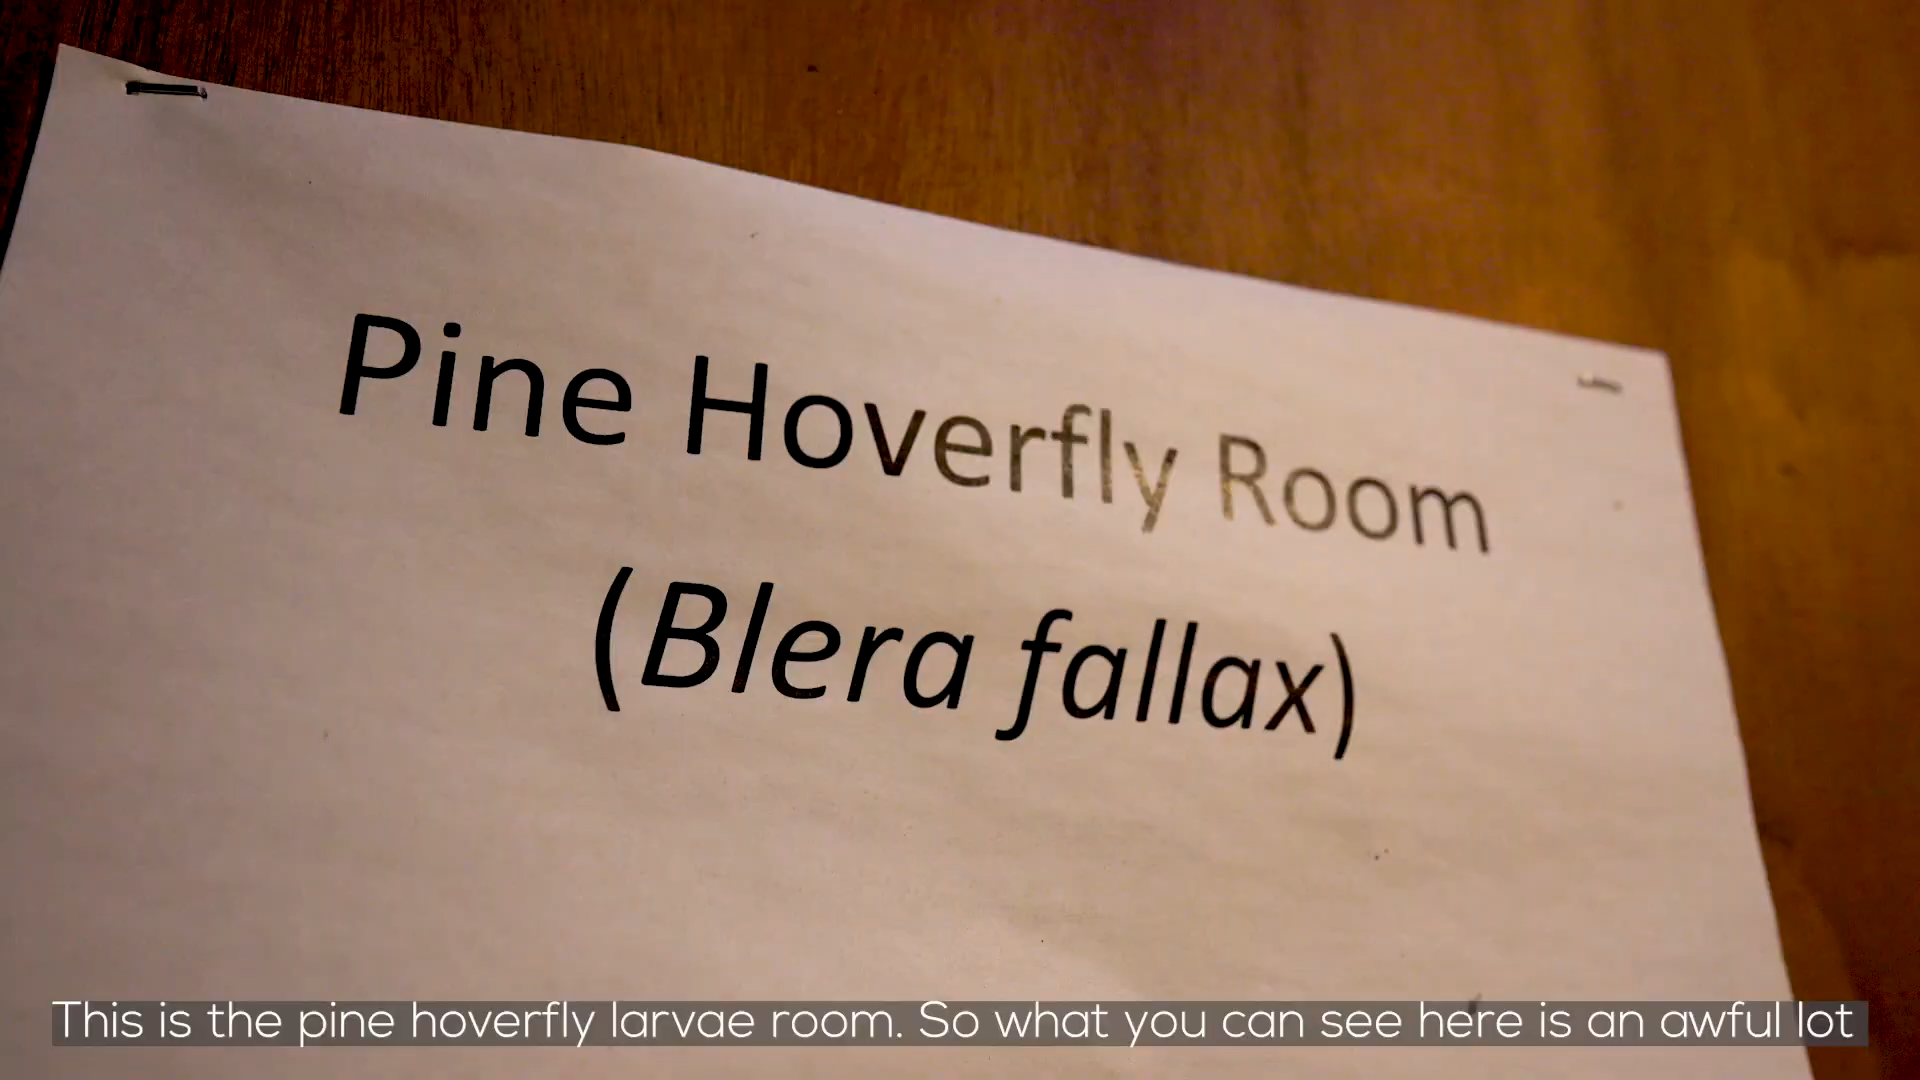 Pine Hoverfly Room
(Blera fallax)
This is the pine hoverfly larvae room. So what you can see here is an awful lot